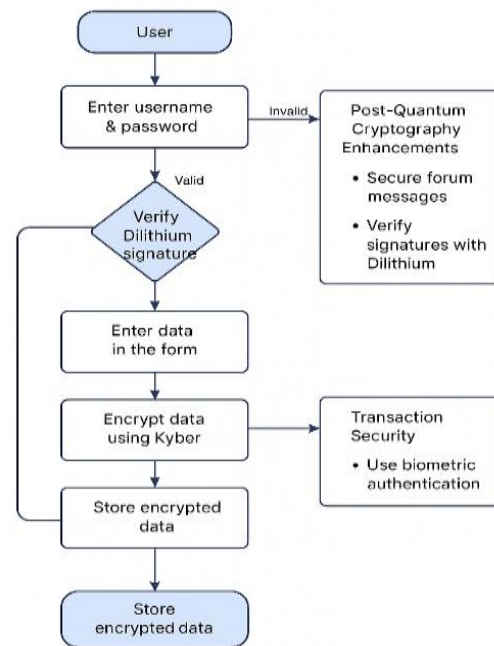 User
Enter username
& password
Invalid
Post-Quantum
Cryptography
Enhancements
• Secure forum
messages
• Verify
signatures with
Dilithium
Valid
Verify
Dilithium
signature
Enter data
in the form
Encrypt data
using Kyber
Transaction
Security
• Use biometric
authentication
Store encrypted
data
Store
encrypted data